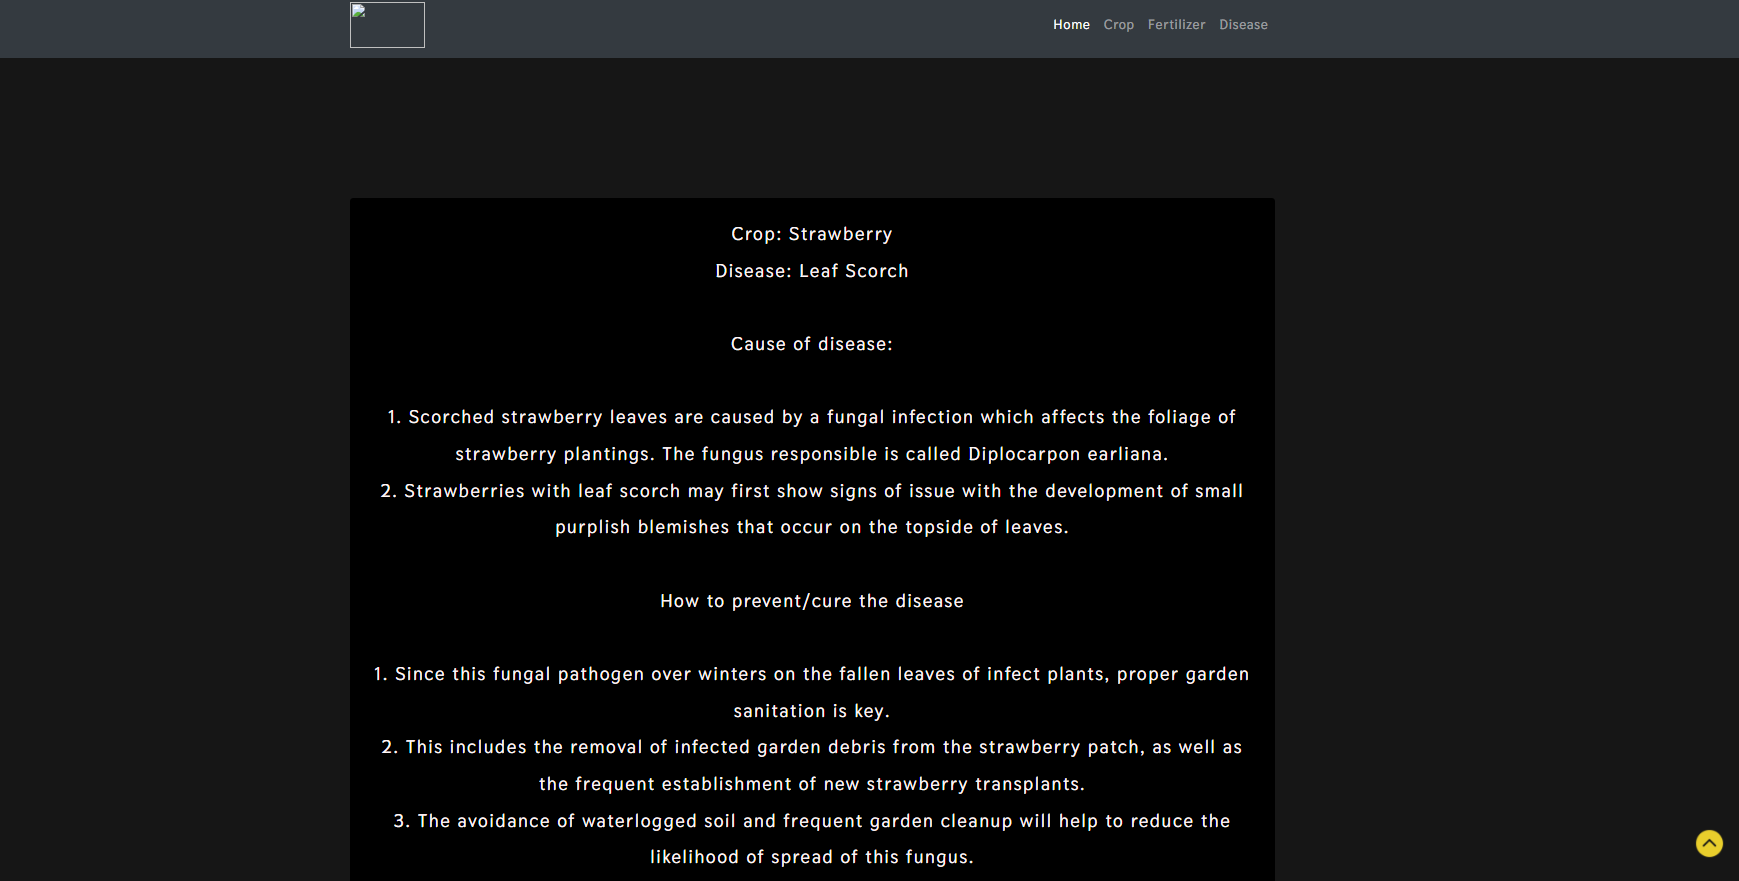 Home Crop Fertilizer Disease
Crop: Strawberry
Disease: Leaf Scorch
Cause of disease:
1. Scorched strawberry leaves are caused by a fungal infection which affects the foliage of
strawberry plantings. The fungus responsible is called Diplocarpon earliana.
2. Strawberries with leaf scorch may first show signs of issue with the development of small
purplish blemishes that occur on the topside of leaves.
How to prevent/cure the disease
1. Since this fungal pathogen over winters on the fallen leaves of infect plants, proper garden
sanitation is key.
2. This includes the removal of infected garden debris from the strawberry patch, as well as
the frequent establishment of new strawberry transplants.
3. The avoidance of waterlogged soil and frequent garden cleanup will help to reduce the
likelihood of spread of this fungus.